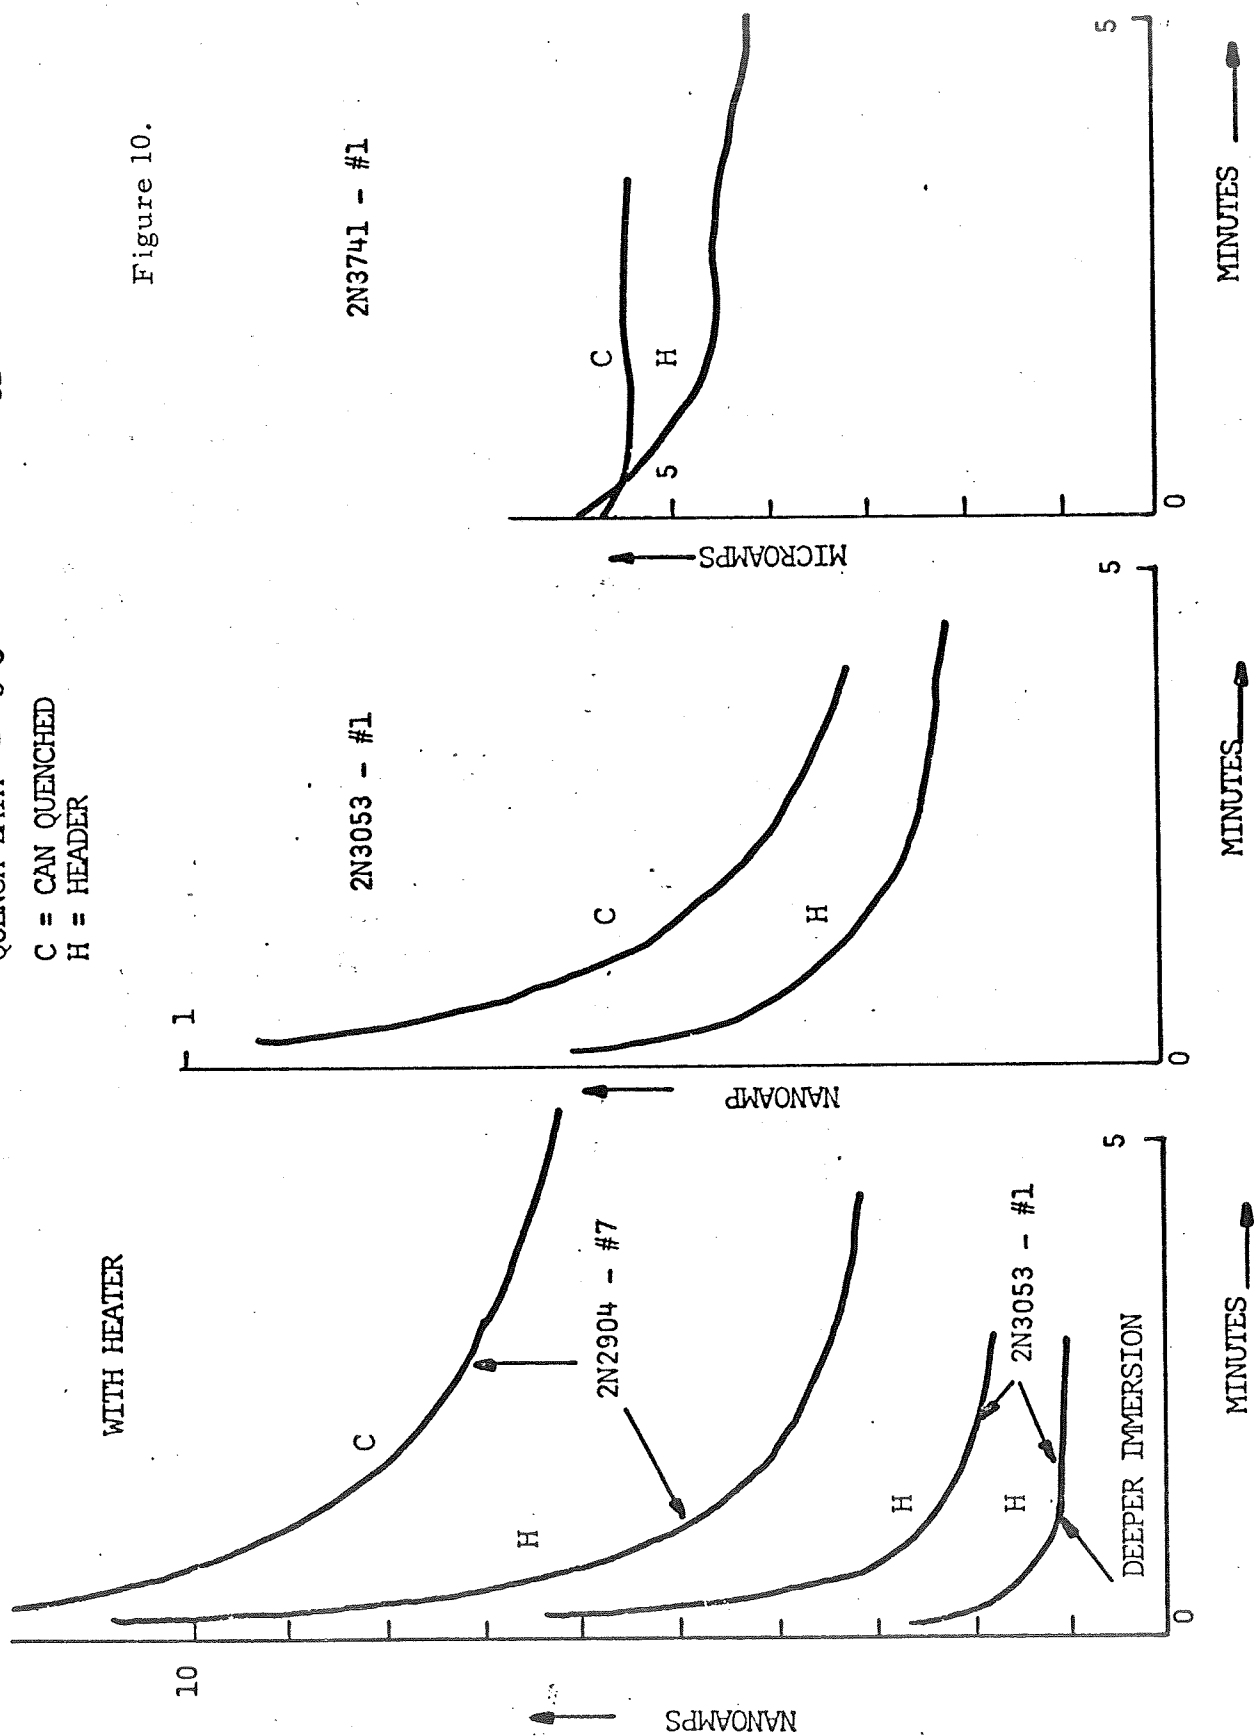 C = CAN QUENCHED
H = HEADER
Figure 10.
WITH HEATER
NANOAMPS
10
C
H
2N2904 - #7
H
H
2N3053 - #1
DEEPER IMMERSION
0
5
MINUTES
NANOAMP
1
2N3053 - #1
C
H
0
5
MINUTES
MICROAMPS
5
2N3741 - #1
C
H
0
5
MINUTES